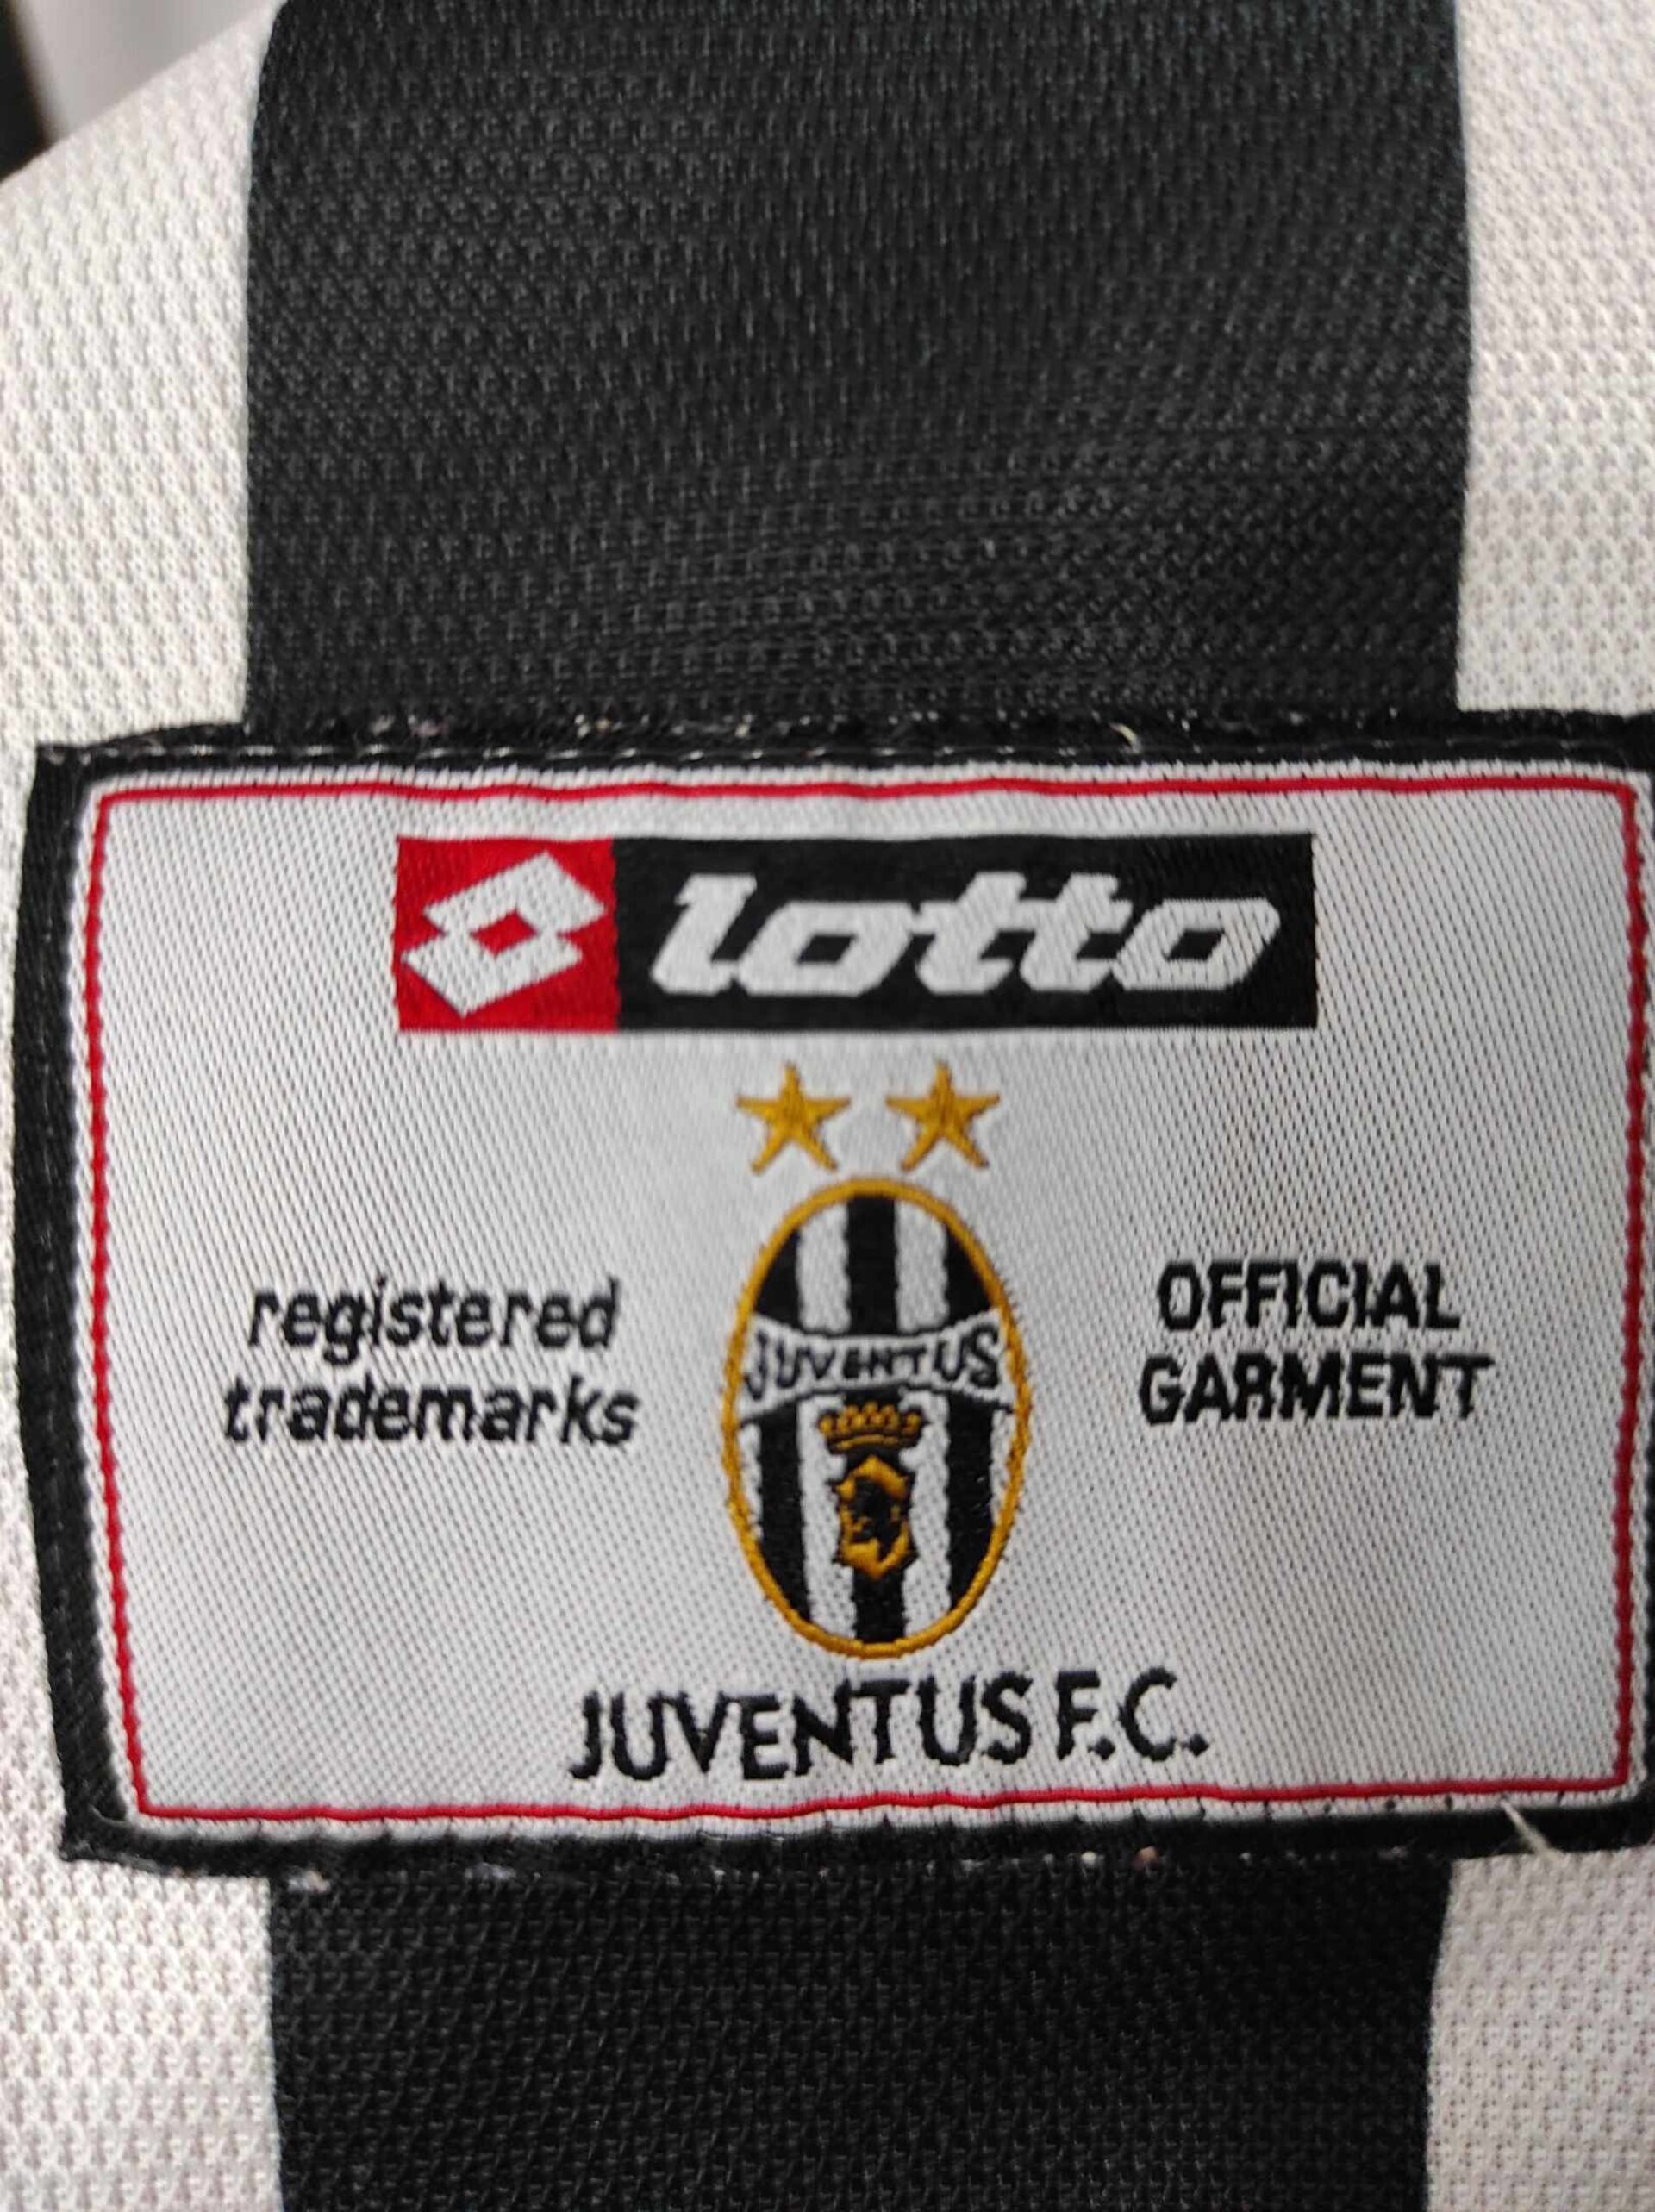 lotto
registered
trademarks
JUVENTUS
OFFICIAL
GARMENT
JUVENTUS F.C.